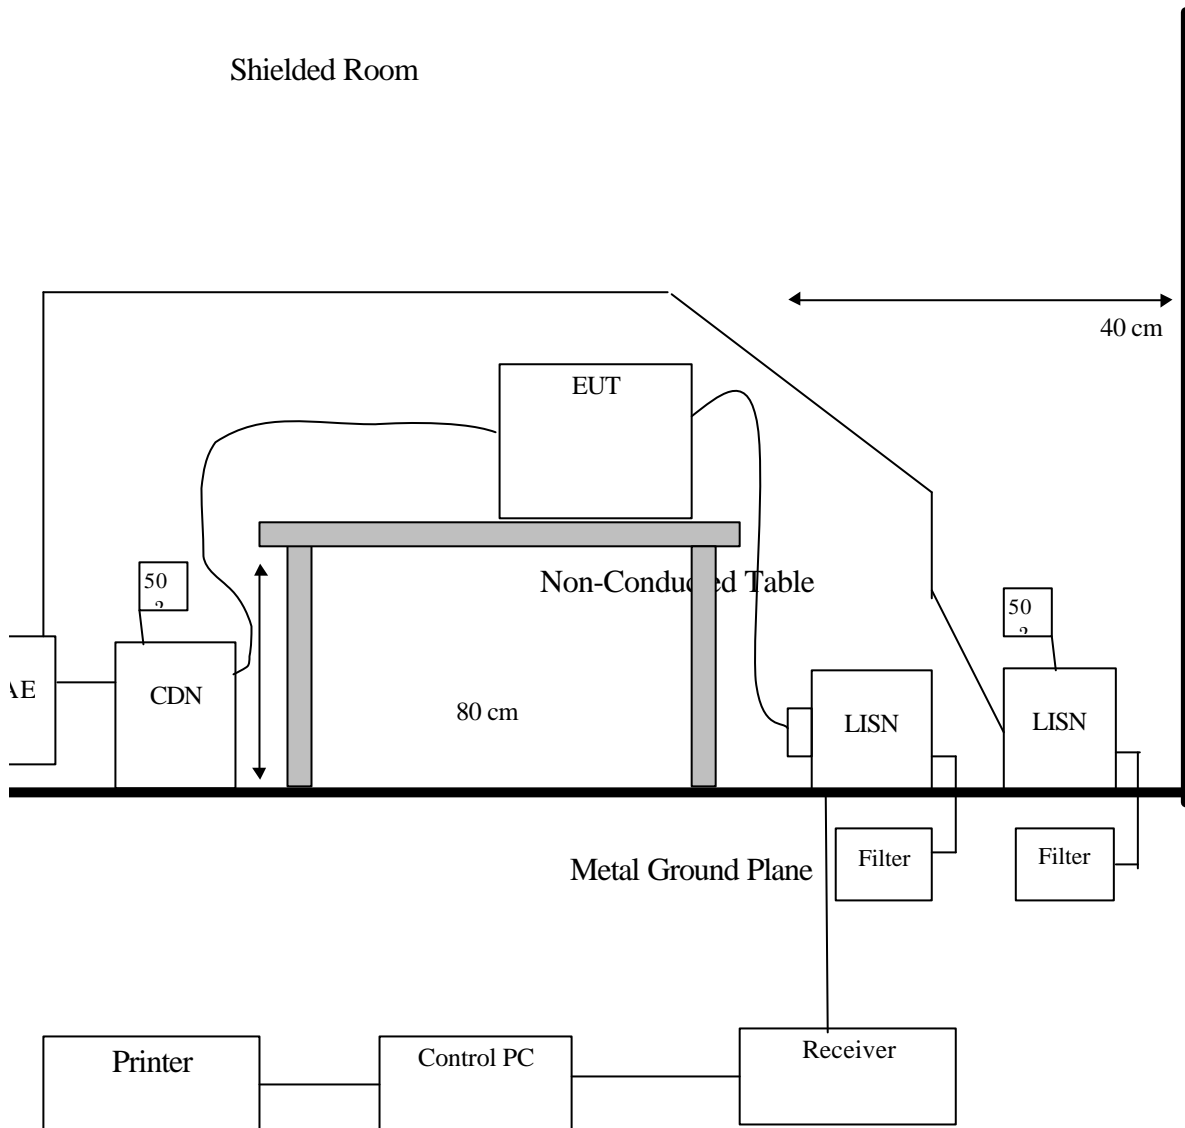 Shielded Room
40 cm
EUT
Non-Conducted Table
50
50
AE
CDN
80 cm
LISN
LISN
Metal Ground Plane
Filter
Filter
Printer
Control PC
Receiver